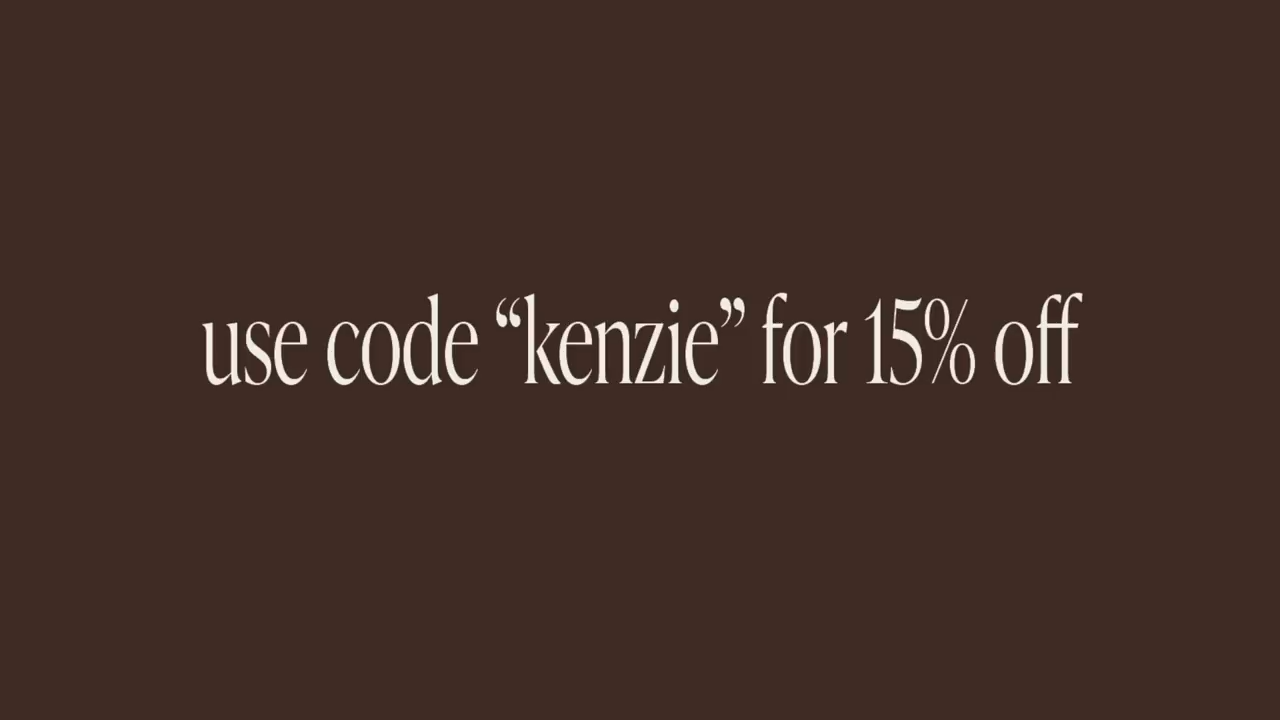 use code “kenzie” for 15% off